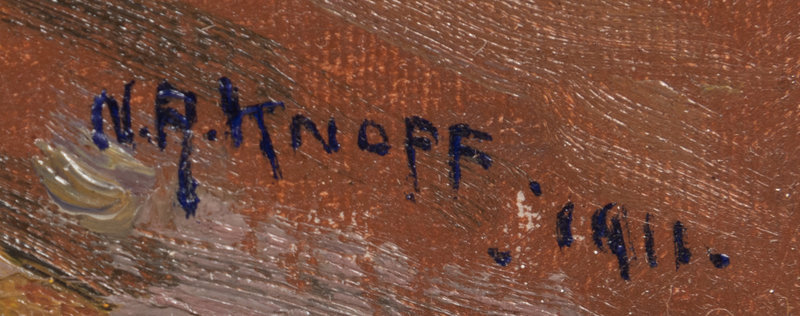 N.A. KNOPF
.1911.